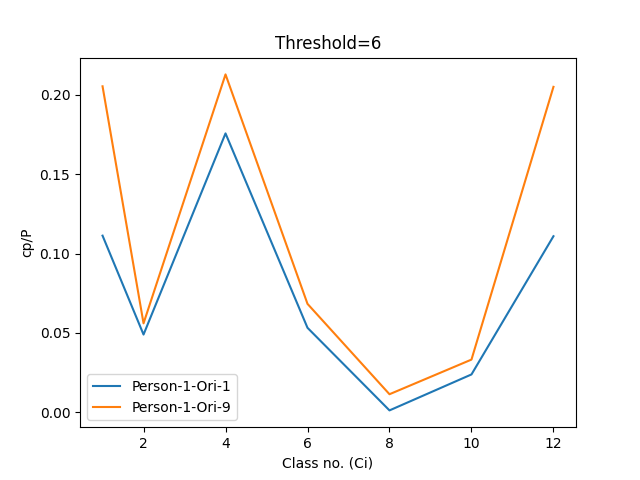 Threshold=6
0.20
0.15
0.10
0.05
0.00
cp/P
Person-1-Ori-1
Person-1-Ori-9
2 4 6 8 10 12
Class no. (Ci)